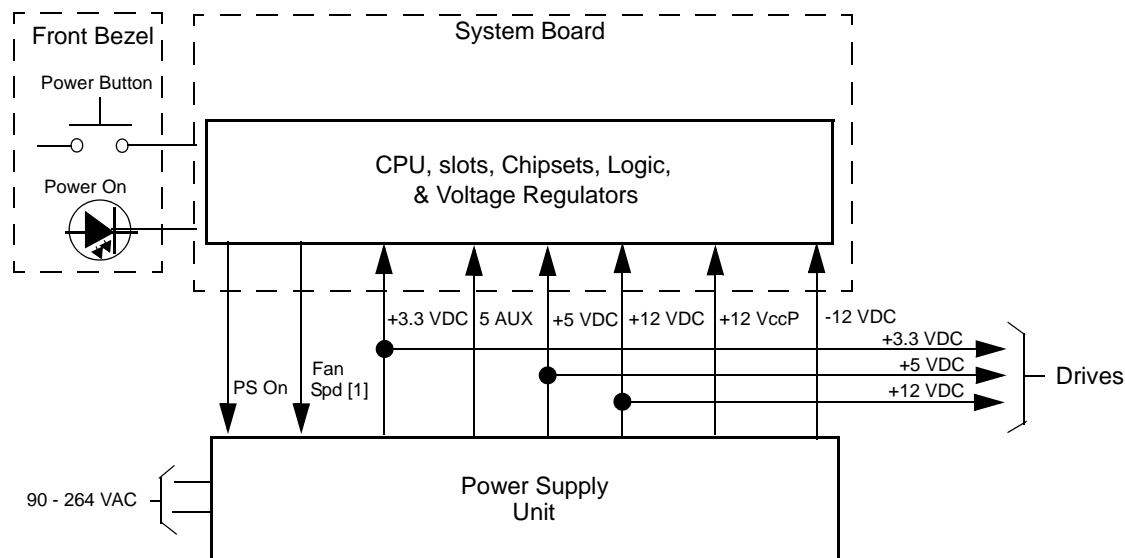 Front Bezel
System Board
Power Button
CPU, slots, Chipsets, Logic,
& Voltage Regulators
Power On
+3.3 VDC
5 AUX
+5 VDC
+12 VDC
+12 VccP
-12 VDC
+3.3 VDC
+5 VDC
+12 VDC
Drives
PS On
Fan
Spd [1]
90 - 264 VAC
Power Supply
Unit